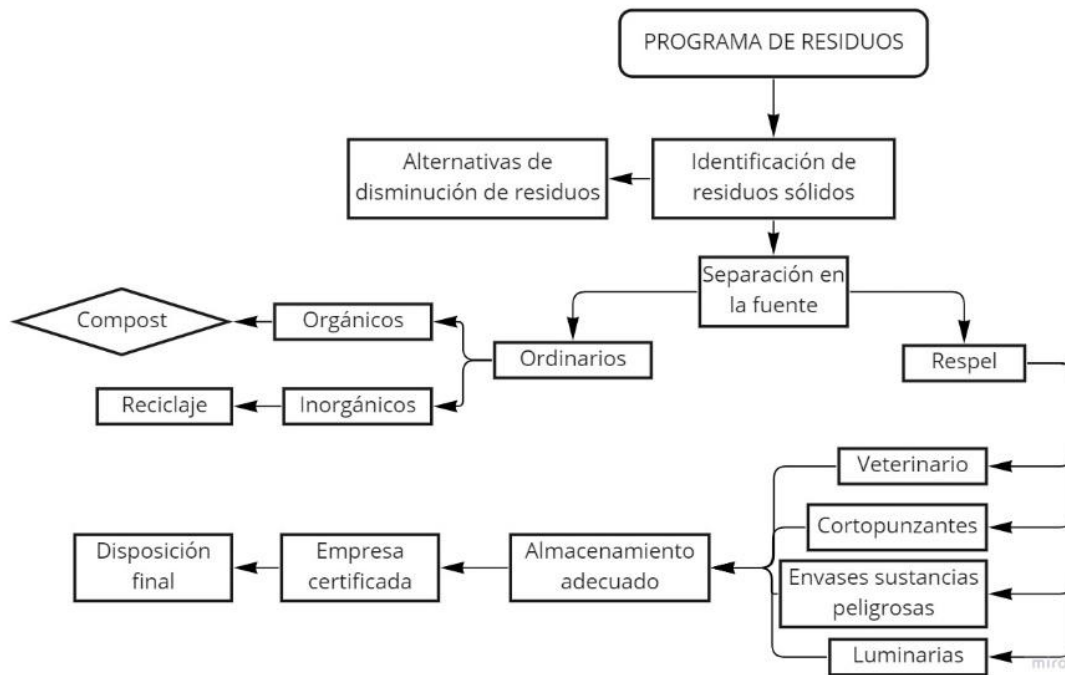 PROGRAMA DE RESIDUOS
Alternativas de
disminución de residuos
Identificación de
residuos sólidos
Separación en
la fuente
Compost
Orgánicos
Ordinarios
Respel
Reciclaje
Inorgánicos
Veterinario
Cortopunzantes
Disposición
final
Empresa
certificada
Almacenamiento
adecuado
Envases sustancias
peligrosas
Luminarias
miro